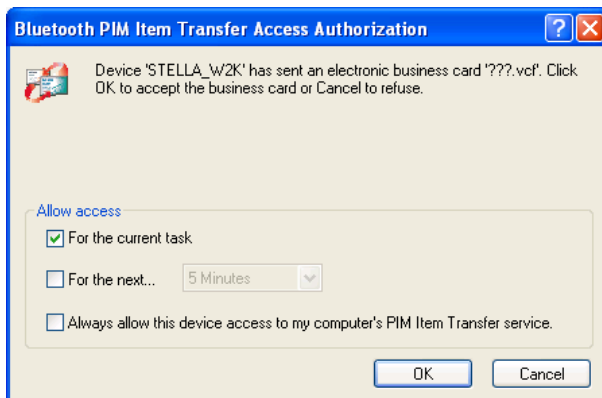 Bluetooth PIM Item Transfer Access Authorization
Device 'STELLA_W2K' has sent an electronic business card '???.vcf'. Click
OK to accept the business card or Cancel to refuse.
Allow access
For the current task
For the next... 5 Minutes
Always allow this device access to my computer's PIM Item Transfer service.
OK Cancel